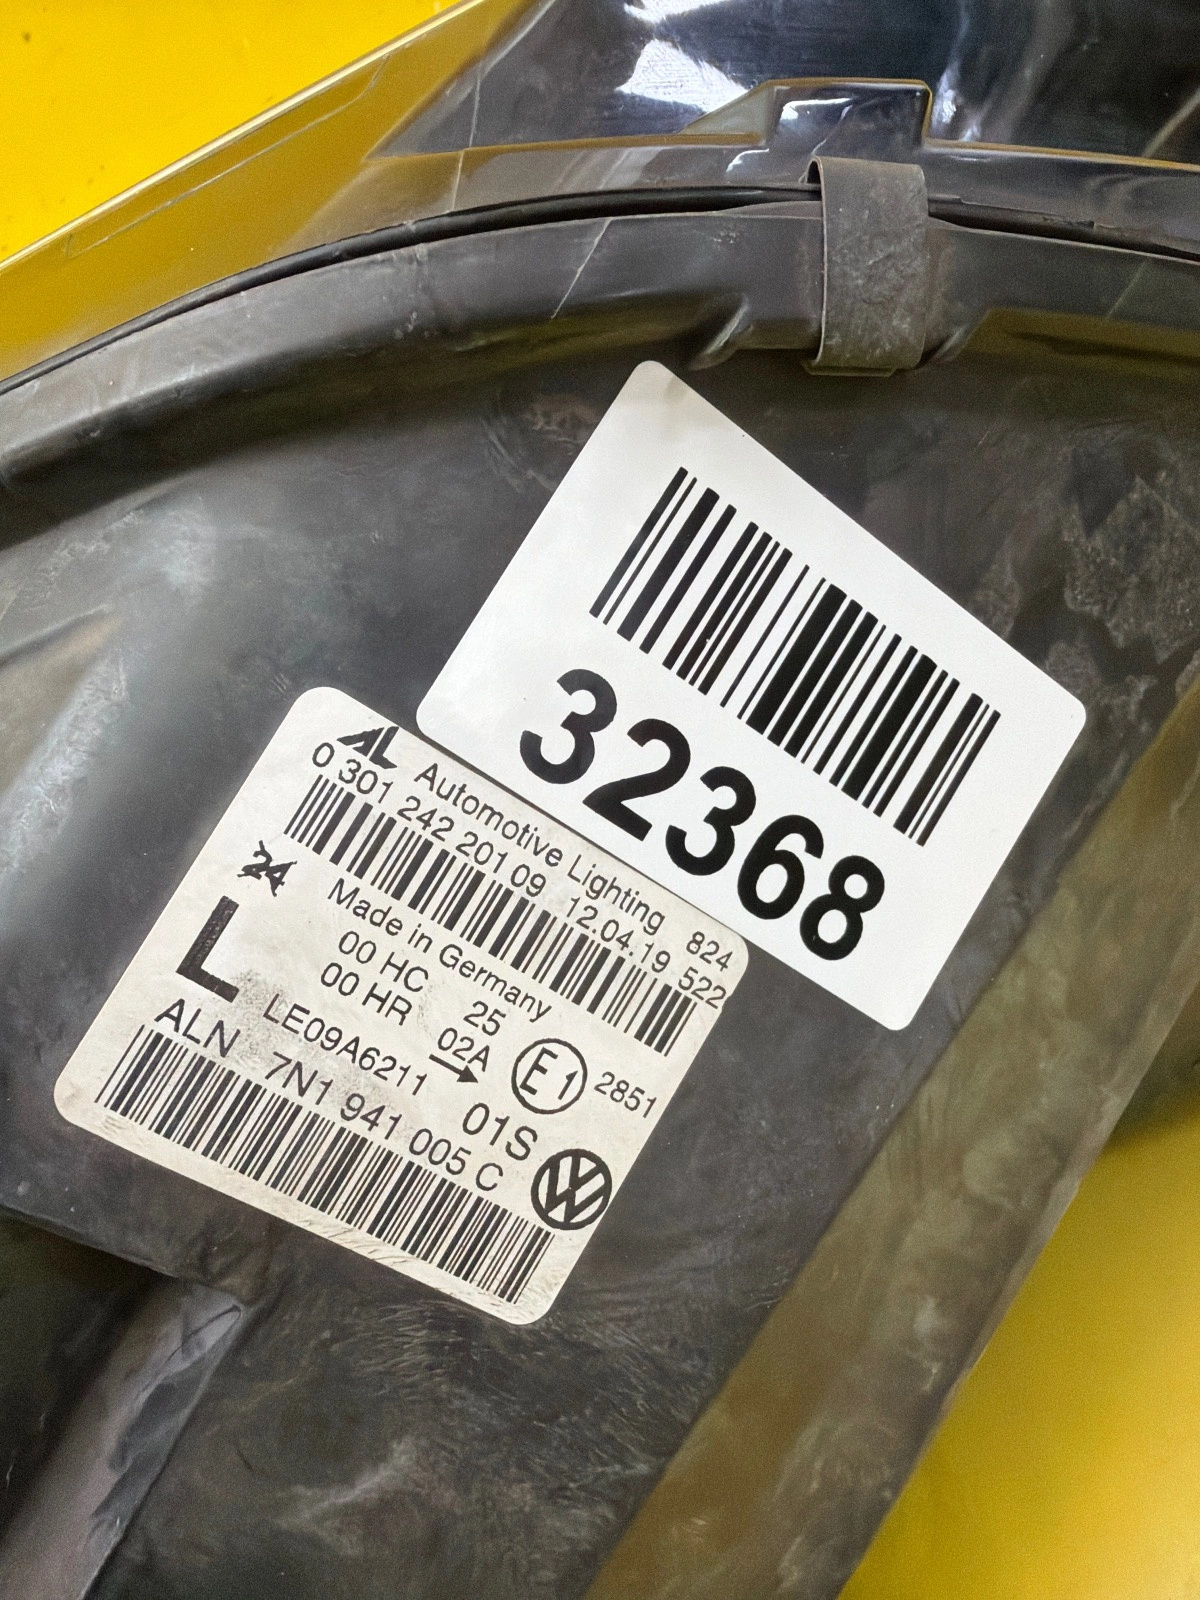 32368
AL Automotive Lighting 824
0 301 242 201 09 12.04.19 522
24
Made in Germany
L
00 HC 25
00 HR 02A
E1 2851
LE09A6211 01S
ALN 7N1 941 005 C
VW